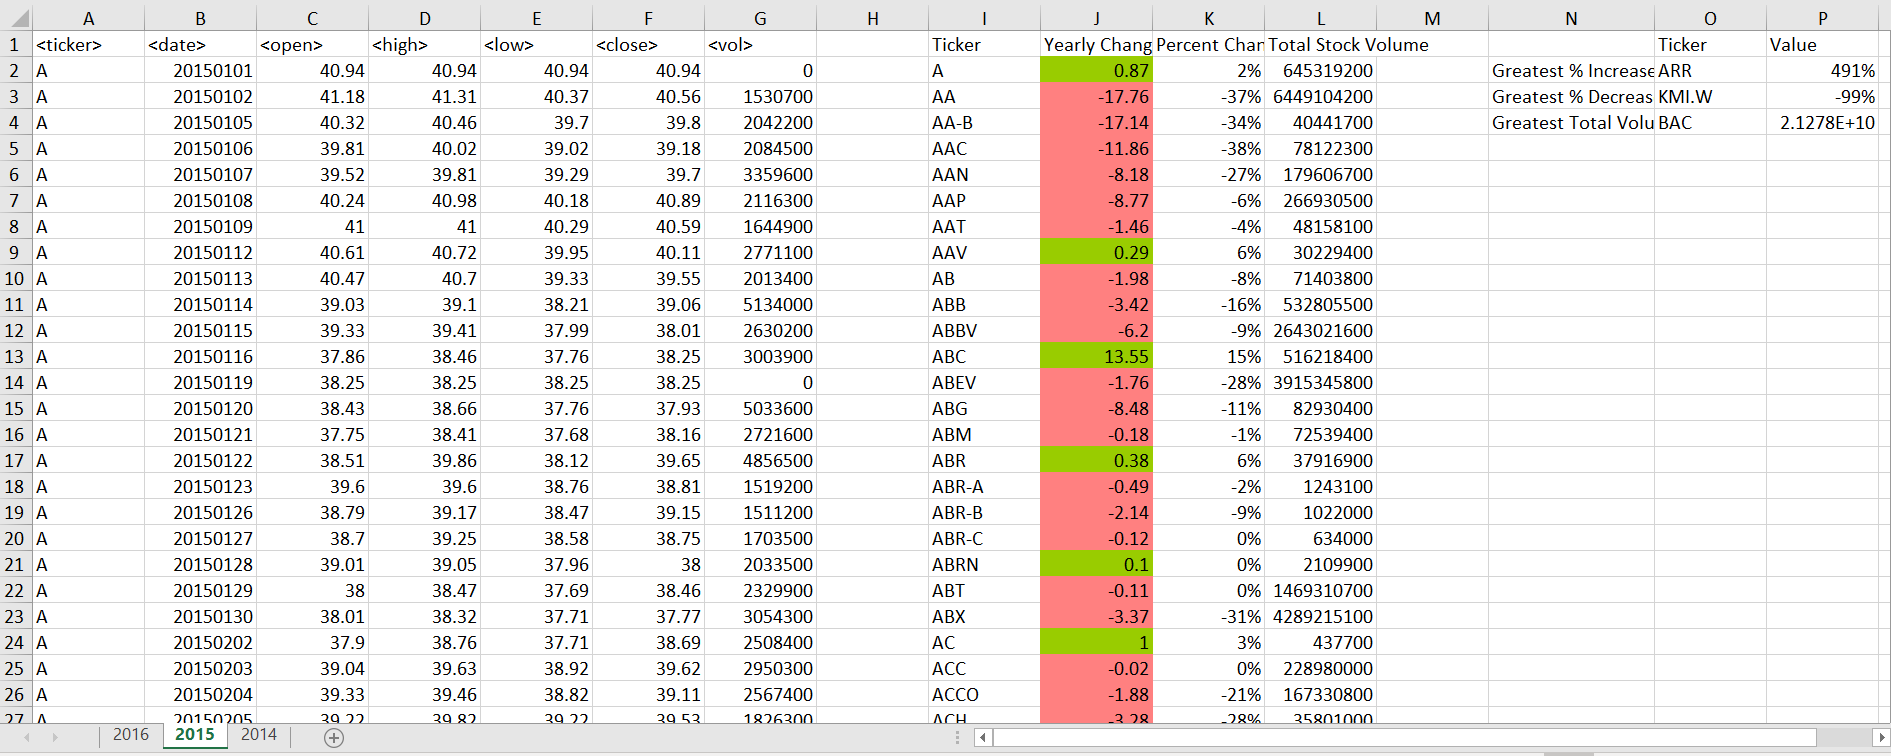 A B C D E F G H I J K L M N O P
1 <ticker> <date> <open> <high> <low> <close> <vol> Ticker Yearly Chang Percent Char Total Stock Volume Ticker Value
2 A 20150101 40.94 40.94 40.94 40.94 0 A 0.87 2% 645319200 Greatest % Increase ARR 491%
3 A 20150102 41.18 41.31 40.37 40.56 1530700 AA -17.76 -37% 6449104200 Greatest % Decreas KMI.W -99%
4 A 20150105 40.32 40.46 39.7 39.8 2042200 AA-B -17.14 -34% 40441700 Greatest Total Volu BAC 2.1278E+10
5 A 20150106 39.81 40.02 39.02 39.18 2084500 AAC -11.86 -38% 78122300
6 A 20150107 39.52 39.81 39.29 39.7 3359600 AAN -8.18 -27% 179606700
7 A 20150108 40.24 40.98 40.18 40.89 2116300 AAP -8.77 -6% 266930500
8 A 20150109 41 41 40.29 40.59 1644900 AAT -1.46 -4% 48158100
9 A 20150112 40.61 40.72 39.95 40.11 2771100 AAV 0.29 6% 30229400
10 A 20150113 40.47 40.7 39.33 39.55 2013400 AB -1.98 -8% 71403800
11 A 20150114 39.03 39.1 38.21 39.06 5134000 ABB -3.42 -16% 532805500
12 A 20150115 39.33 39.41 37.99 38.01 2630200 ABBV -6.2 -9% 2643021600
13 A 20150116 37.86 38.46 37.76 38.25 3003900 ABC 13.55 15% 516218400
14 A 20150119 38.25 38.25 38.25 38.25 0 ABEV -1.76 -28% 3915345800
15 A 20150120 38.43 38.66 37.76 37.93 5033600 ABG -8.48 -11% 82930400
16 A 20150121 37.75 38.41 37.68 38.16 2721600 ABM -0.18 -1% 72539400
17 A 20150122 38.51 39.86 38.12 39.65 4856500 ABR 0.38 6% 37916900
18 A 20150123 39.6 39.6 38.76 38.81 1519200 ABR-A -0.49 -2% 1243100
19 A 20150126 38.79 39.17 38.47 39.15 1511200 ABR-B -2.14 -9% 1022000
20 A 20150127 38.7 39.25 38.58 38.75 1703500 ABR-C -0.12 0% 634000
21 A 20150128 39.01 39.05 37.96 38 2033500 ABRN 0.1 0% 2109900
22 A 20150129 38 38.47 37.69 38.46 2329900 ABT -0.11 0% 1469310700
23 A 20150130 38.01 38.32 37.71 37.77 3054300 ABX -3.37 -31% 4289215100
24 A 20150202 37.9 38.76 37.71 38.69 2508400 AC 1 3% 437700
25 A 20150203 39.04 39.63 38.92 39.62 2950300 ACC -0.02 0% 228980000
26 A 20150204 39.33 39.46 38.82 39.11 2567400 ACCO -1.88 -21% 167330800
27 A 20150205 39.22 39.82 39.22 39.53 1826300 ACH -3.28 -28% 35801000
2016 2015 2014